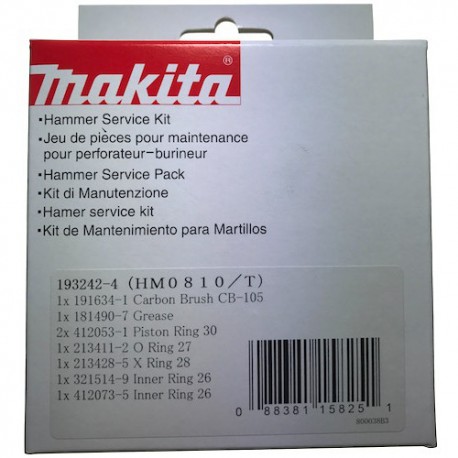 makita®
•Hammer Service Kit
•Jeu de pièces pour maintenance
pour perforateur–burineur
•Hammer Service Pack
•Kit di Manutenzione
•Hamer service kit
•Kit de Mantenimiento para Martillos
193242-4 (HM0810/T)
1x 191634-1 Carbon Brush CB-105
1x 181490-7 Grease
2x 412053-1 Piston Ring 30
1x 213411-2 O Ring 27
1x 213428-5 X Ring 28
1x 321514-9 Inner Ring 26
1x 412073-5 Inner Ring 26
0 88381 15825 1